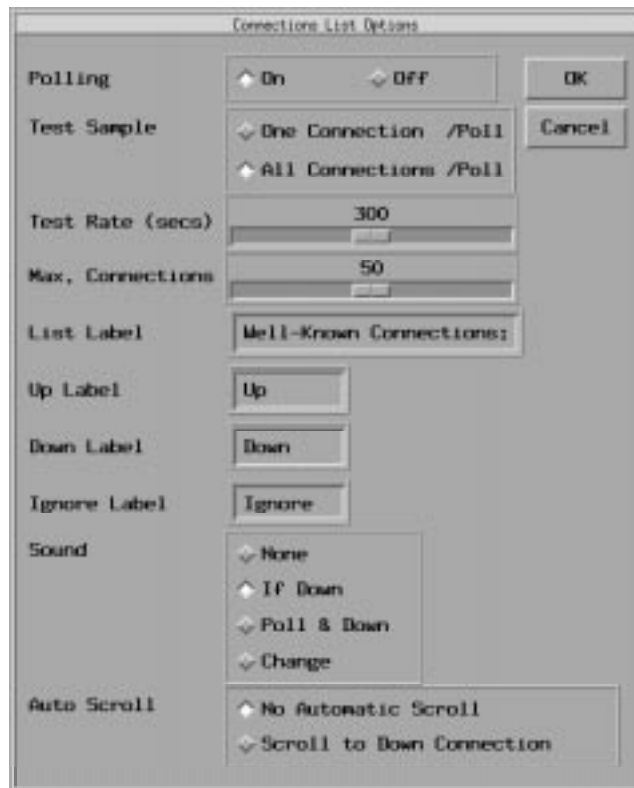 Connections List Options
Polling On Off OK
Test Sample One Connection /Poll Cancel
All Connections /Poll
300
Test Rate (secs)
50
Max. Connections
List Label Well-Known Connections:
Up Label Up
Down Label Down
Ignore Label Ignore
Sound None
If Down
Poll & Down
Change
Auto Scroll No Automatic Scroll
Scroll to Down Connection